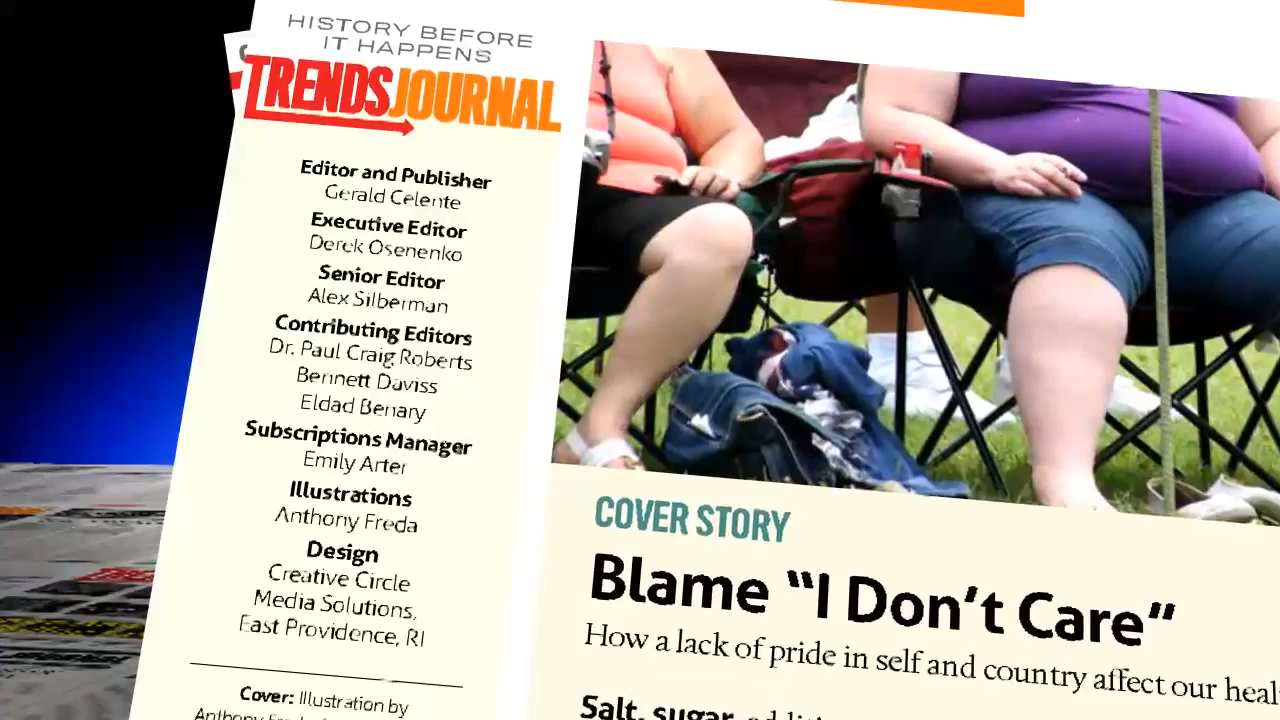 HISTORY BEFORE
IT HAPPENS
TRENDSJOURNAL
Editor and Publisher
Gerald Celente
Executive Editor
Derek Osenenko
Senior Editor
Alex Silberman
Contributing Editors
Dr. Paul Craig Roberts
Bennett Daviss
Eldad Benary
Subscriptions Manager
Emily Arter
Illustrations
Anthony Freda
Design
Creative Circle
Media Solutions,
East Providence, RI
Cover: Illustration by
Anthony
COVER STORY
Blame “I Don’t Care”
How a lack of pride in self and country affect our
Salt, sugar,